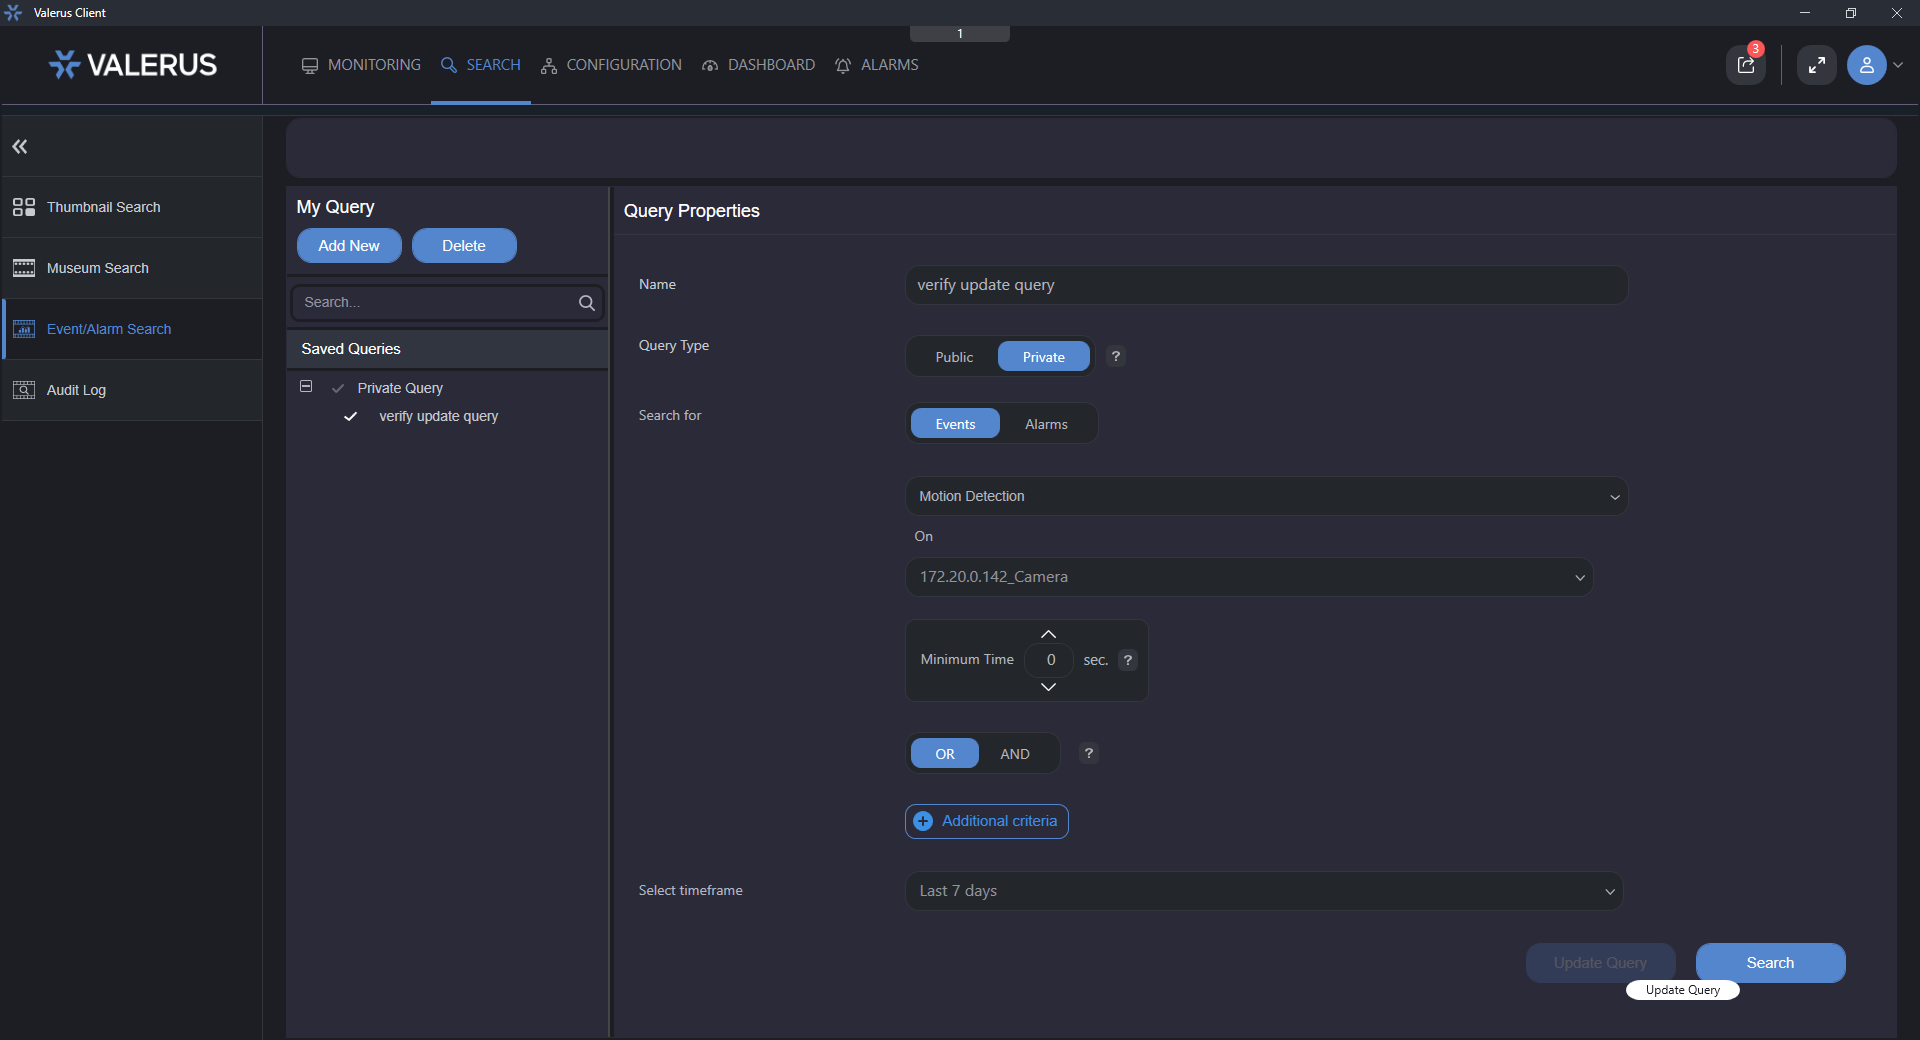 Valerus Client
1
VALERUS
MONITORING
SEARCH
CONFIGURATION
DASHBOARD
ALARMS
3
Thumbnail Search
Museum Search
Event/Alarm Search
Audit Log
My Query
Add New
Delete
Search...
Saved Queries
Private Query
verify update query
Query Properties
Name
verify update query
Query Type
Public
Private
?
Search for
Events
Alarms
Motion Detection
On
172.20.0.142_Camera
Minimum Time
0
sec.
?
OR
AND
?
Additional criteria
Select timeframe
Last 7 days
Update Query
Search
Update Query